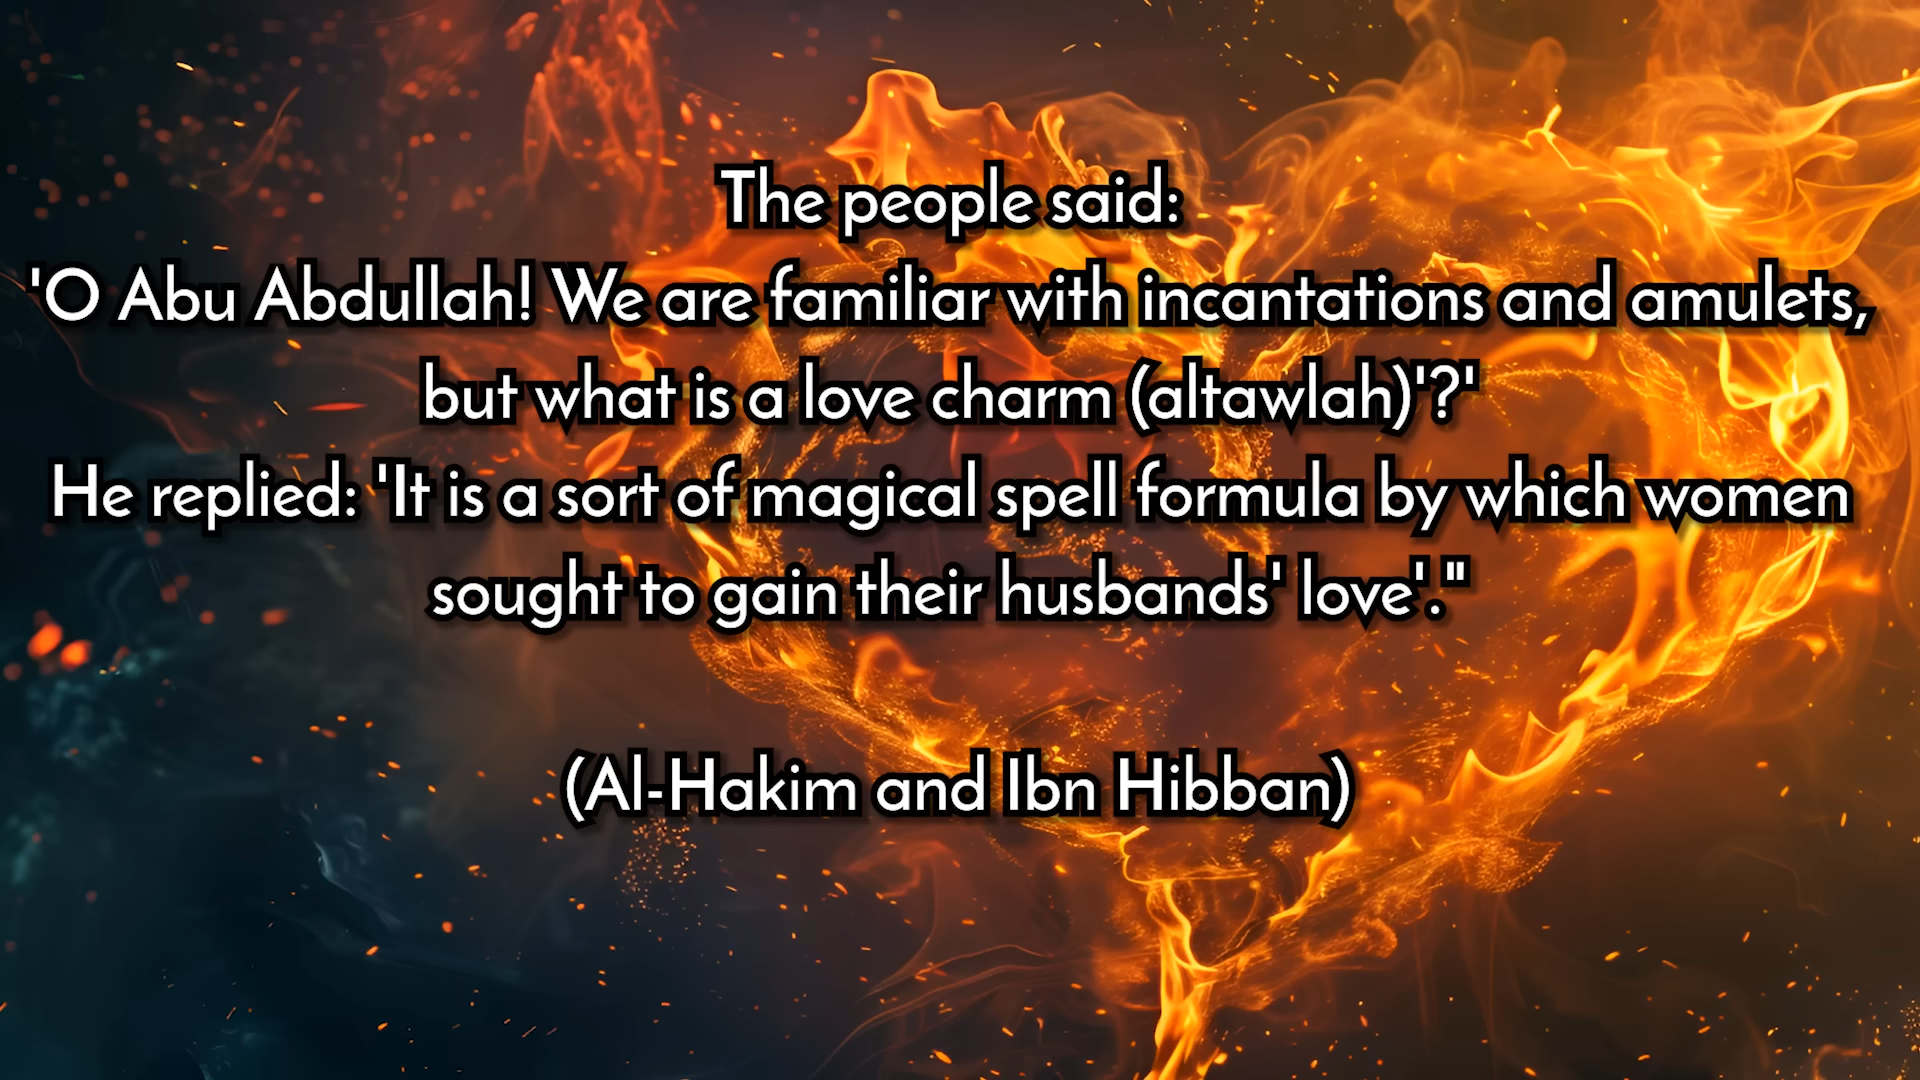 The people said:
'O Abu Abdullah! We are familiar with incantations and amulets,
but what is a love charm (altawlah)'?'
He replied: 'It is a sort of magical spell formula by which women
sought to gain their husbands' love'."
(Al-Hakim and Ibn Hibban)